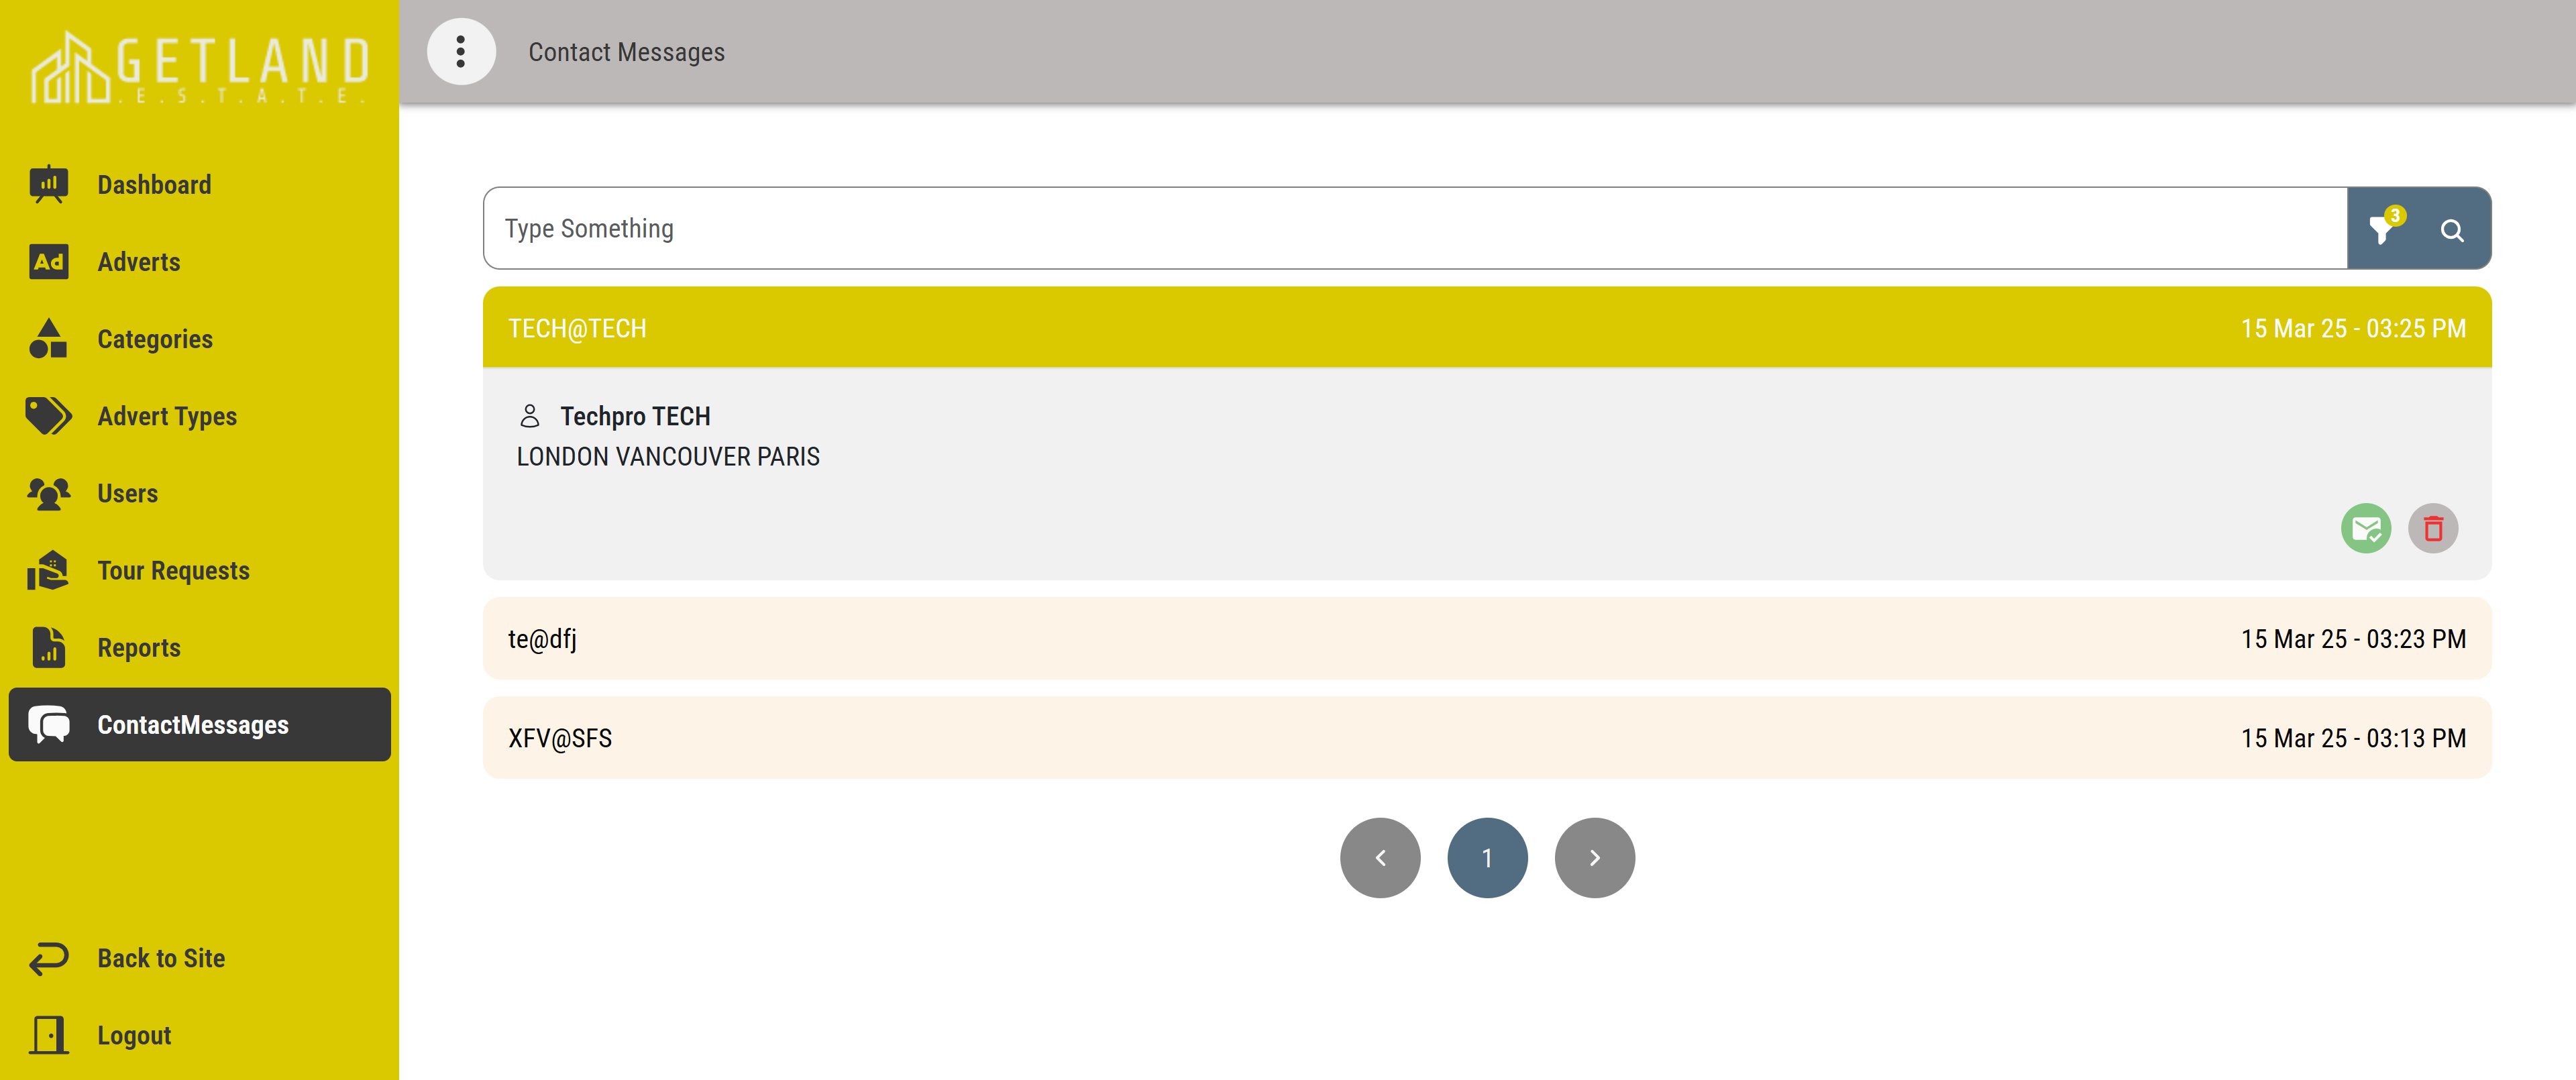 GETLAND
.E.S.T.A.T.E.
Contact Messages
Dashboard
Ad
Adverts
Categories
Advert Types
Users
Tour Requests
Reports
ContactMessages
Back to Site
Logout
Type Something
3
TECH@TECH 15 Mar 25 - 03:25 PM
Techpro TECH
LONDON VANCOUVER PARIS
te@dfj 15 Mar 25 - 03:23 PM
XFV@SFS 15 Mar 25 - 03:13 PM
1